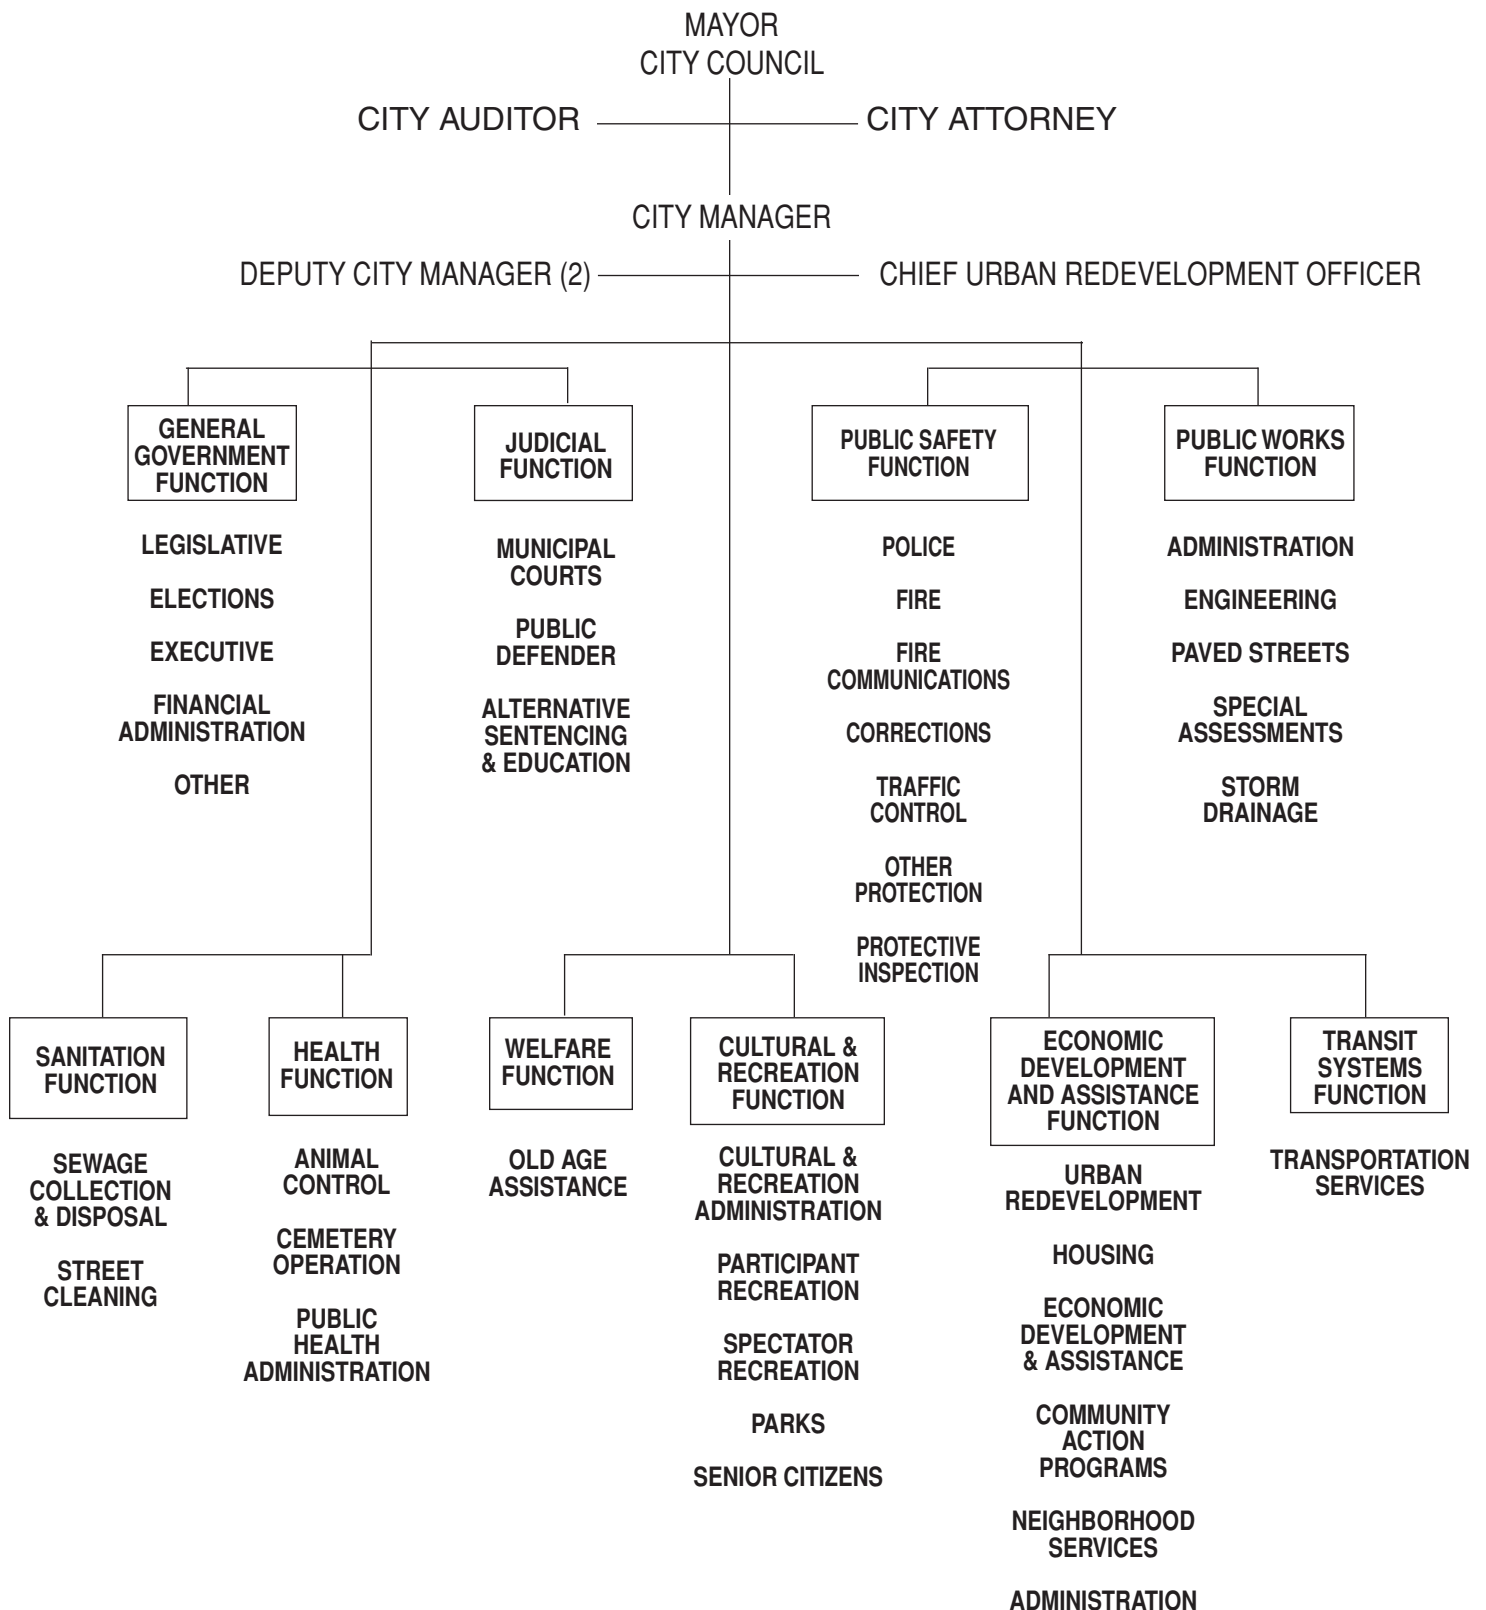 MAYOR
CITY COUNCIL
CITY AUDITOR
CITY ATTORNEY
CITY MANAGER
DEPUTY CITY MANAGER (2)
CHIEF URBAN REDEVELOPMENT OFFICER
GENERAL
GOVERNMENT
FUNCTION
LEGISLATIVE
ELECTIONS
EXECUTIVE
FINANCIAL
ADMINISTRATION
OTHER
JUDICIAL
FUNCTION
MUNICIPAL
COURTS
PUBLIC
DEFENDER
ALTERNATIVE
SENTENCING
& EDUCATION
PUBLIC SAFETY
FUNCTION
POLICE
FIRE
FIRE
COMMUNICATIONS
CORRECTIONS
TRAFFIC
CONTROL
OTHER
PROTECTION
PROTECTIVE
INSPECTION
PUBLIC WORKS
FUNCTION
ADMINISTRATION
ENGINEERING
PAVED STREETS
SPECIAL
ASSESSMENTS
STORM
DRAINAGE
SANITATION
FUNCTION
SEWAGE
COLLECTION
& DISPOSAL
STREET
CLEANING
HEALTH
FUNCTION
ANIMAL
CONTROL
CEMETERY
OPERATION
PUBLIC
HEALTH
ADMINISTRATION
WELFARE
FUNCTION
OLD AGE
ASSISTANCE
CULTURAL &
RECREATION
FUNCTION
CULTURAL &
RECREATION
ADMINISTRATION
PARTICIPANT
RECREATION
SPECTATOR
RECREATION
PARKS
SENIOR CITIZENS
ECONOMIC
DEVELOPMENT
AND ASSISTANCE
FUNCTION
URBAN
REDEVELOPMENT
HOUSING
ECONOMIC
DEVELOPMENT
& ASSISTANCE
COMMUNITY
ACTION
PROGRAMS
NEIGHBORHOOD
SERVICES
ADMINISTRATION
TRANSIT
SYSTEMS
FUNCTION
TRANSPORTATION
SERVICES